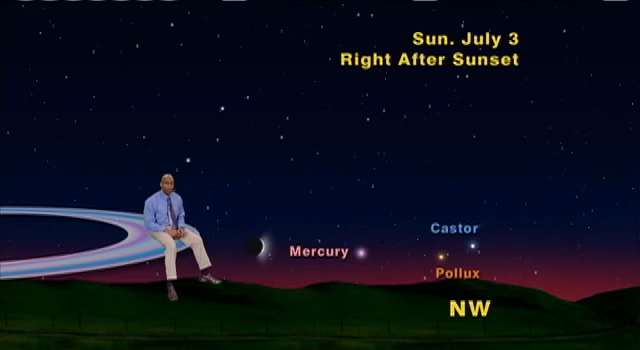 Sun. July 3
Right After Sunset
Castor
Mercury
Pollux
NW